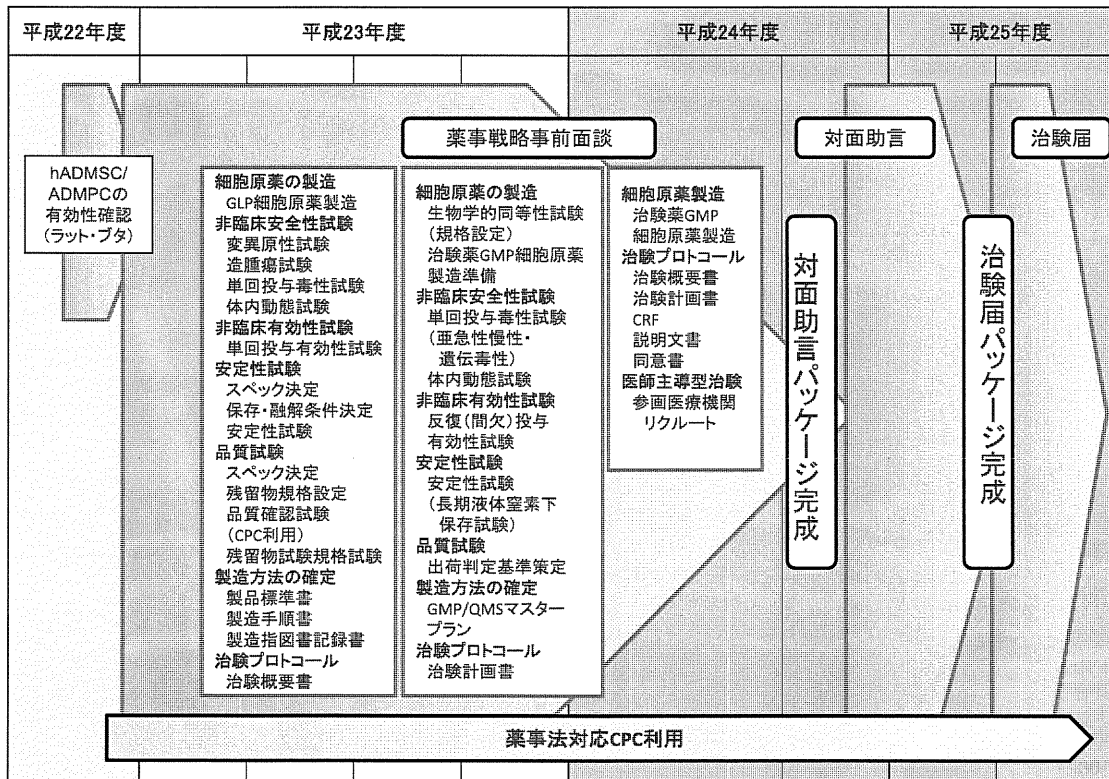 平成22年度
平成23年度
平成24年度
平成25年度
薬事戦略事前面談
対面助言
治験届
hADMSC/
ADMPCの
有効性確認
(ラット・ブタ)
細胞原薬の製造
GLP細胞原薬製造
非臨床安全性試験
変異原性試験
造腫瘍試験
単回投与毒性試験
体内動態試験
非臨床有効性試験
単回投与有効性試験
安定性試験
スペック決定
保存・融解条件決定
安定性試験
品質試験
スペック決定
残留物規格設定
品質確認試験
(CPC利用)
残留物試験規格試験
製造方法の確定
製品標準書
製造手順書
製造指図書記録書
治験プロトコール
治験概要書
細胞原薬の製造
生物学的同等性試験
(規格設定)
治験薬GMP細胞原薬
製造準備
非臨床安全性試験
単回投与毒性試験
(亜急性慢性・
遺伝毒性)
体内動態試験
非臨床有効性試験
反復(間欠)投与
有効性試験
安定性試験
安定性試験
(長期液体窒素下
保存試験)
品質試験
出荷判定基準策定
製造方法の確定
GMP/QMSマスター
プラン
治験プロトコール
治験計画書
細胞原薬製造
治験薬GMP
細胞原薬製造
治験プロトコール
治験概要書
治験計画書
CRF
説明文書
同意書
医師主導型治験
参画医療機関
リクルート
対面助言パッケージ完成
治験届パッケージ完成
薬事法対応CPC利用